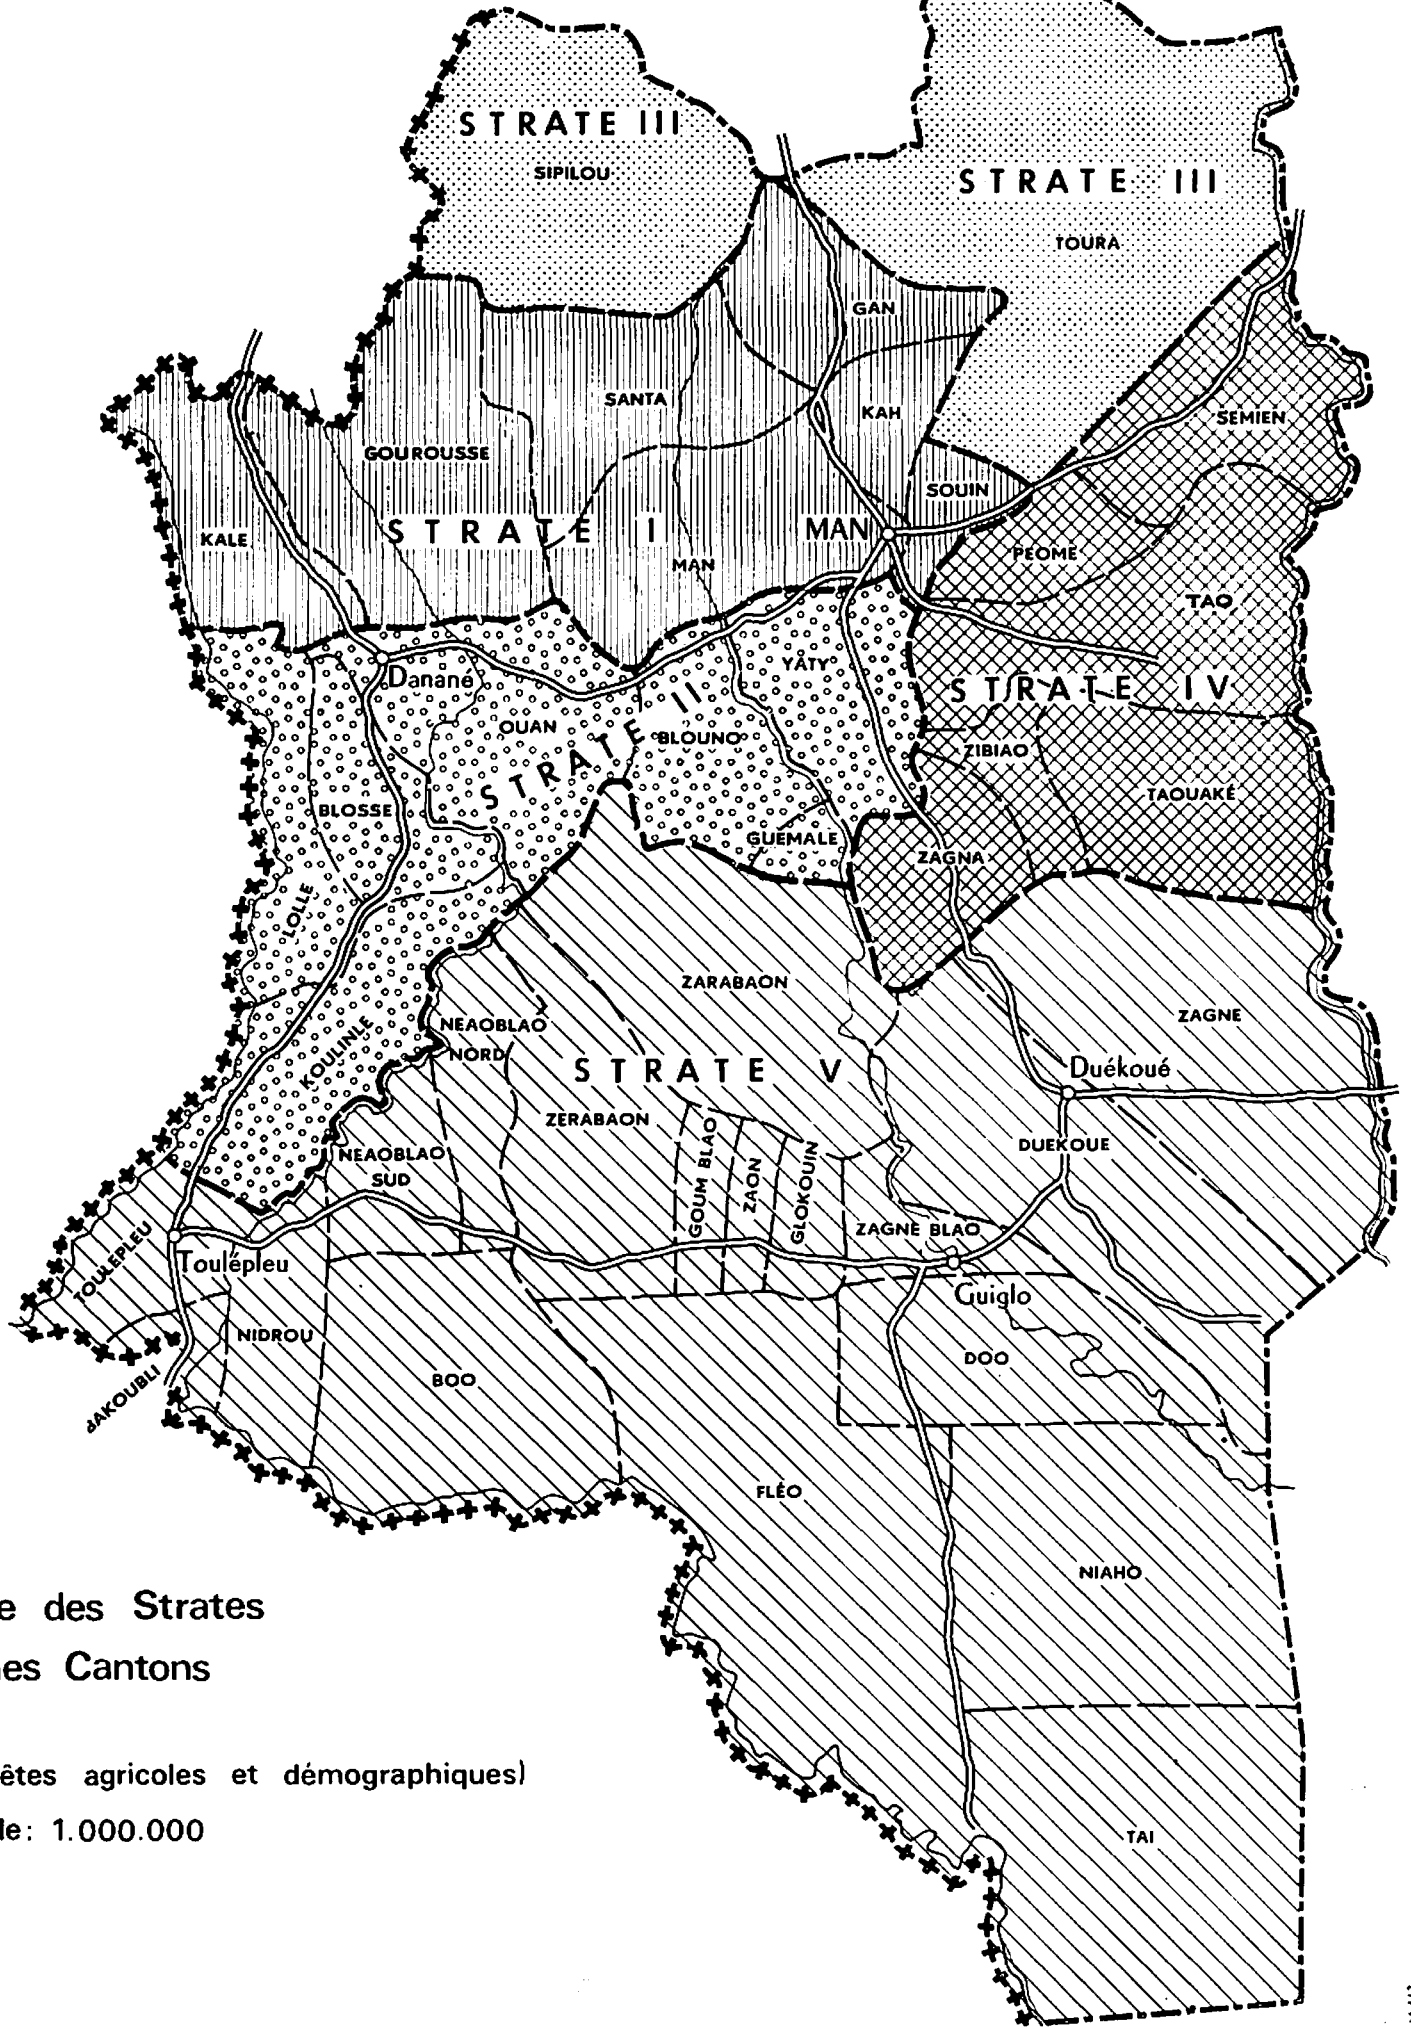 STRATE III
SIPILOU
STRATE III
TOURA
GAN
SANTA
KAH
SEMIEN
GOUROUSSE
SOUIN
STRATE I
MAN
KALE
PEOME
MAN
TAO
YATY
Danané
STRATE IV
OUAN
STRATE II
BLOUNO
ZIBIAO
BLOSSE
TAOUAKÉ
GUEMALE
ZAGNA
LOLLE
ZARABAON
ZAGNE
NEAOBLAO
NORD
KOULINLE
STRATE V
Duékoué
ZERABAON
DUEKOUE
NEAOBLAO
SUD
GOUM BLAO
ZAON
GLOKOUIN
ZAGNE BLAO
TOULEPLEU
Toulépleu
Guiglo
NIDROU
DOO
BOO
BAKOUBLI
FLÉO
NIAHO
TAI
e des Strates
nes Cantons
êtes agricoles et démographiques)
le: 1.000.000